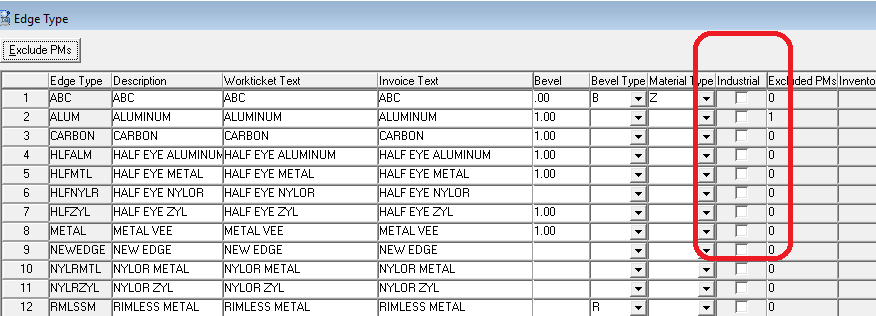 Edge Type
Exclude PMs
Edge Type Description Workticket Text Invoice Text Bevel Bevel Type Material Type Industrial Excluded PMs Invento
1 ABC ABC ABC ABC .00 B Z 0
2 ALUM ALUMINUM ALUMINUM ALUMINUM 1.00 1
3 CARBON CARBON CARBON CARBON 1.00 0
4 HLFALM HALF EYE ALUMINUM HALF EYE ALUMINUM HALF EYE ALUMINUM 1.00 0
5 HLFMTL HALF EYE METAL HALF EYE METAL HALF EYE METAL 1.00 0
6 HLFNYLR HALF EYE NYLOR HALF EYE NYLOR HALF EYE NYLOR 0
7 HLFZYL HALF EYE ZYL HALF EYE ZYL HALF EYE ZYL 1.00 0
8 METAL METAL VEE METAL VEE METAL VEE 1.00 0
9 NEWEDGE NEW EDGE NEW EDGE NEW EDGE 0
10 NYLRMTL NYLOR METAL NYLOR METAL NYLOR METAL 0
11 NYLRZYL NYLOR ZYL NYLOR ZYL NYLOR ZYL 0
12 RMLSSM RIMLESS METAL RIMLESS METAL RIMLESS METAL R 0